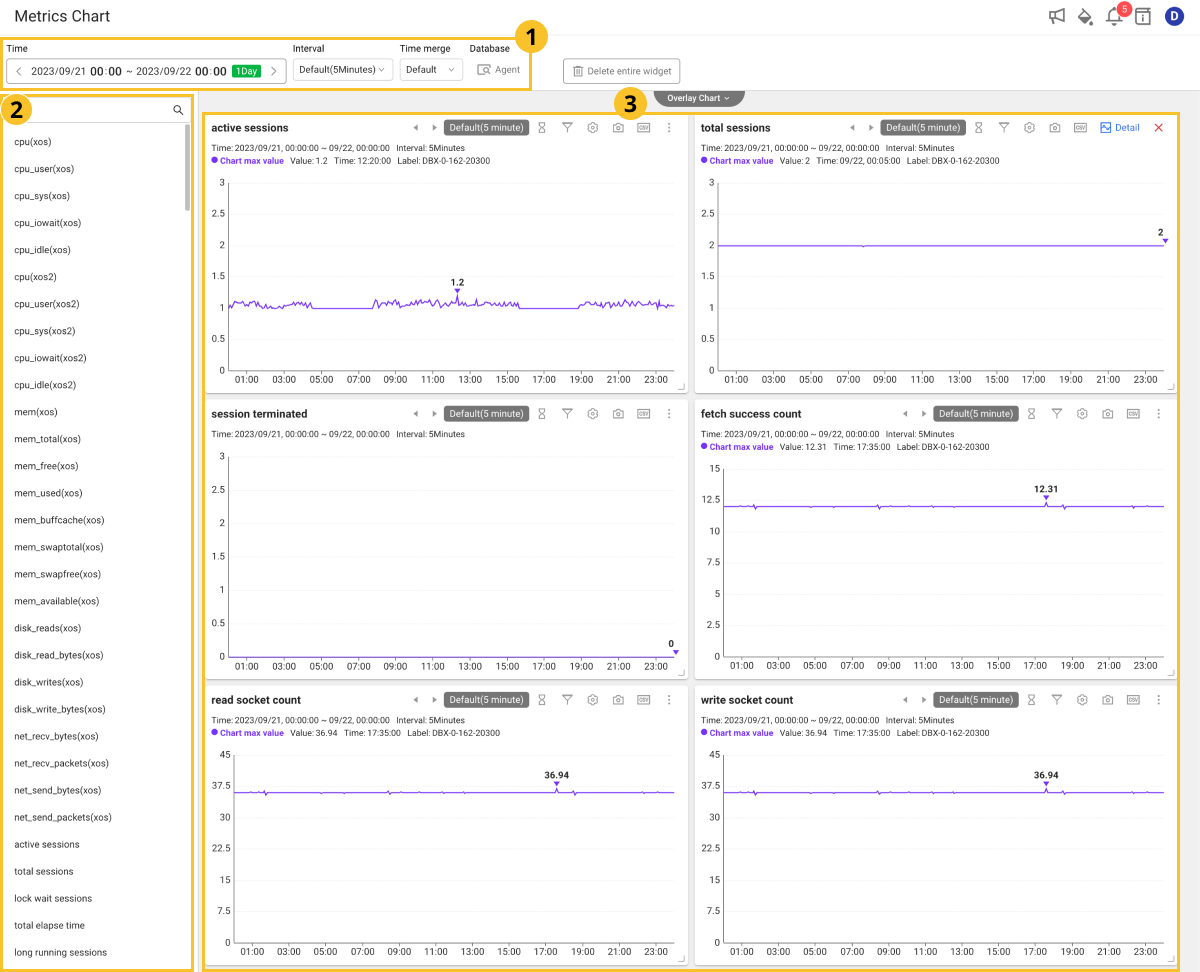 Metrics Chart
5
D
1
Time
Interval
Time merge
Database
2023/09/21 00:00 ~ 2023/09/22 00:00 1Day
Default(5Minutes)
Default
Agent
Delete entire widget
2
3
Overlay Chart
cpu(xos)
cpu_user(xos)
cpu_sys(xos)
cpu_iowait(xos)
cpu_idle(xos)
cpu(xos2)
cpu_user(xos2)
cpu_sys(xos2)
cpu_iowait(xos2)
cpu_idle(xos2)
mem(xos)
mem_total(xos)
mem_free(xos)
mem_used(xos)
mem_buffcache(xos)
mem_swaptotal(xos)
mem_swapfree(xos)
mem_available(xos)
disk_reads(xos)
disk_read_bytes(xos)
disk_writes(xos)
disk_write_bytes(xos)
net_recv_bytes(xos)
net_recv_packets(xos)
net_send_bytes(xos)
net_send_packets(xos)
active sessions
total sessions
lock wait sessions
total elapse time
long running sessions
active sessions
Default(5 minute)
CSV
Time: 2023/09/21, 00:00:00 ~ 09/22, 00:00:00 Interval: 5Minutes
Chart max value Value: 1.2 Time: 12:20:00 Label: DBX-0-162-20300
3
2.5
2
1.5
1
0.5
0
1.2
01:00 03:00 05:00 07:00 09:00 11:00 13:00 15:00 17:00 19:00 21:00 23:00
total sessions
Default(5 minute)
CSV
Detail
Time: 2023/09/21, 00:00:00 ~ 09/22, 00:00:00 Interval: 5Minutes
Chart max value Value: 2 Time: 09/22, 00:05:00 Label: DBX-0-162-20300
3
2.5
2
1.5
1
0.5
0
2
01:00 03:00 05:00 07:00 09:00 11:00 13:00 15:00 17:00 19:00 21:00 23:00
session terminated
Default(5 minute)
CSV
Time: 2023/09/21, 00:00:00 ~ 09/22, 00:00:00 Interval: 5Minutes
3
2.5
2
1.5
1
0.5
0
0
01:00 03:00 05:00 07:00 09:00 11:00 13:00 15:00 17:00 19:00 21:00 23:00
fetch success count
Default(5 minute)
CSV
Time: 2023/09/21, 00:00:00 ~ 09/22, 00:00:00 Interval: 5Minutes
Chart max value Value: 12.31 Time: 17:35:00 Label: DBX-0-162-20300
15
12.5
10
7.5
5
2.5
0
12.31
01:00 03:00 05:00 07:00 09:00 11:00 13:00 15:00 17:00 19:00 21:00 23:00
read socket count
Default(5 minute)
CSV
Time: 2023/09/21, 00:00:00 ~ 09/22, 00:00:00 Interval: 5Minutes
Chart max value Value: 36.94 Time: 17:35:00 Label: DBX-0-162-20300
45
37.5
30
22.5
15
7.5
0
36.94
01:00 03:00 05:00 07:00 09:00 11:00 13:00 15:00 17:00 19:00 21:00 23:00
write socket count
Default(5 minute)
CSV
Time: 2023/09/21, 00:00:00 ~ 09/22, 00:00:00 Interval: 5Minutes
Chart max value Value: 36.94 Time: 17:35:00 Label: DBX-0-162-20300
45
37.5
30
22.5
15
7.5
0
36.94
01:00 03:00 05:00 07:00 09:00 11:00 13:00 15:00 17:00 19:00 21:00 23:00